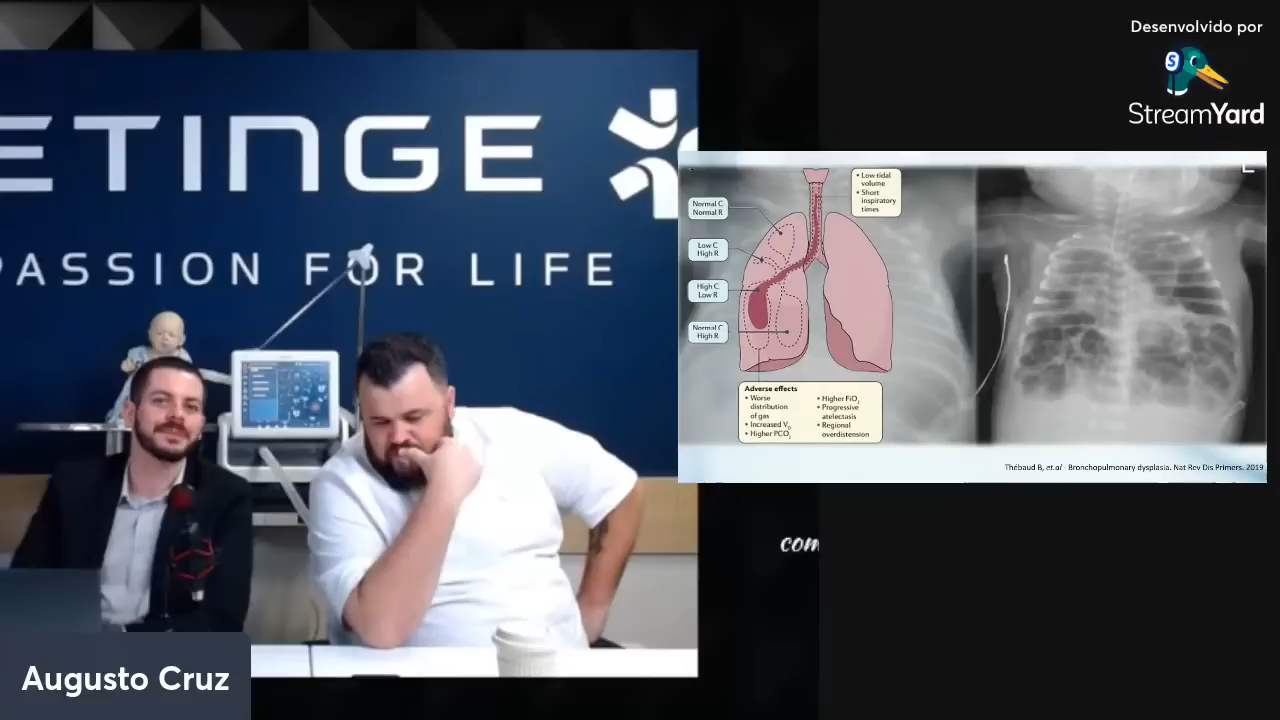 Desenvolvido por
StreamYard
ETINGE
PASSION FOR LIFE
Normal C
Normal R
Low C
High R
High C
Low R
Normal C
High R
• Low tidal
volume
• Short
inspiratory
times
Adverse effects
• Worse
distribution
of gas
• Increased VD
• Higher PCO2
• Higher FiO2
• Progressive
atelectasis
• Regional
overdistension
L
Thébaud B, et.al - Bronchopulmonary dysplasia. Nat Rev Dis Primers. 2019
com
Augusto Cruz